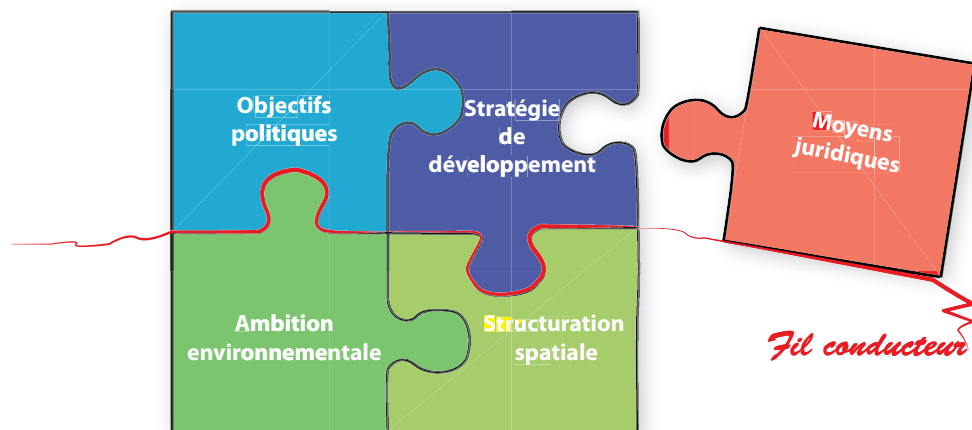 Objectifs
politiques
Stratégie
de
développement
Moyens
juridiques
Ambition
environnementale
Structuration
spatiale
Fil conducteur